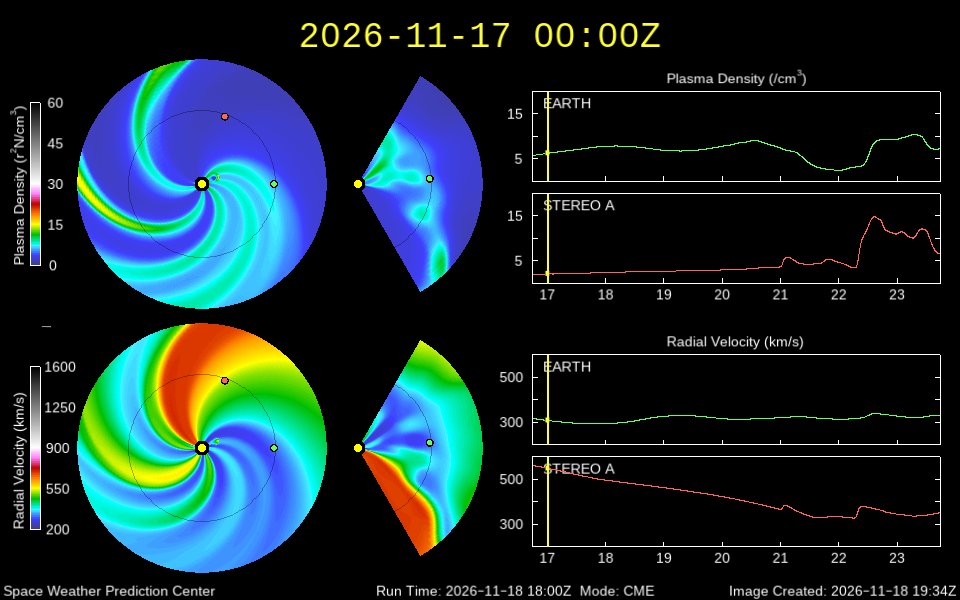 2026-11-17 00:00Z
Plasma Density (r²N/cm³)
60
45
30
15
0
Plasma Density (/cm³)
EARTH
15
5
STEREO A
15
5
17 18 19 20 21 22 23
Radial Velocity (km/s)
1600
1250
900
550
200
Radial Velocity (km/s)
EARTH
500
300
STEREO A
500
300
17 18 19 20 21 22 23
Space Weather Prediction Center
Run Time: 2026-11-18 18:00Z Mode: CME
Image Created: 2026-11-18 19:34Z